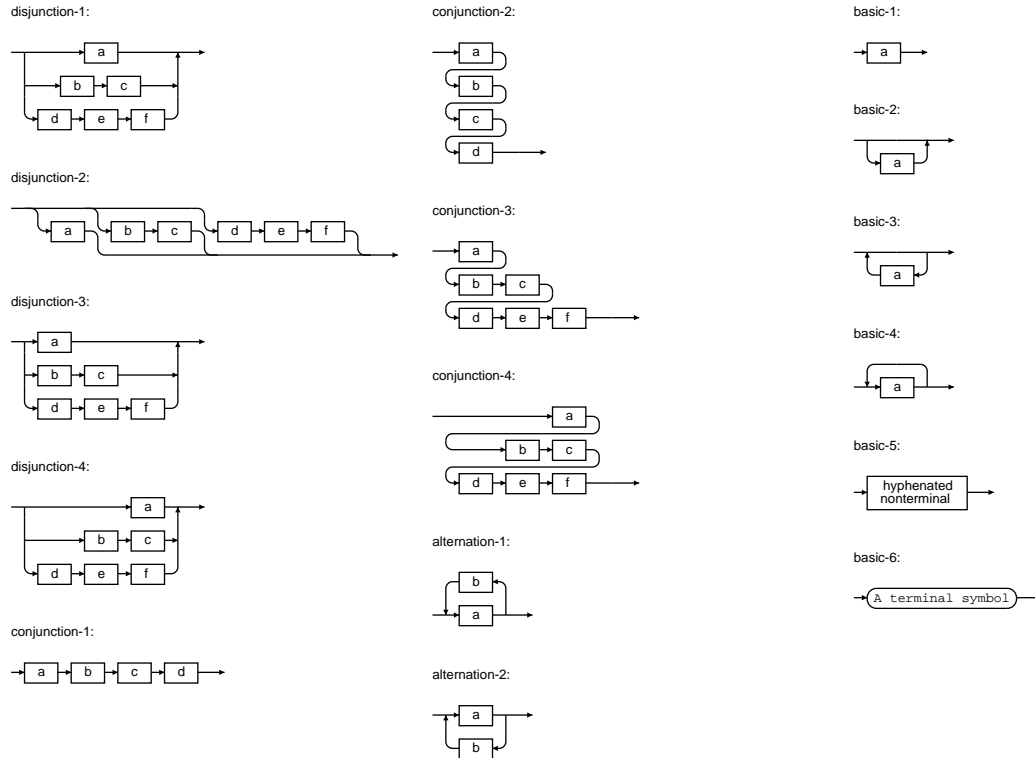 disjunction-1:
a
b c
d e f
disjunction-2:
a b c d e f
disjunction-3:
a
b c
d e f
disjunction-4:
a
b c
d e f
conjunction-1:
a b c d
conjunction-2:
a
b
c
d
conjunction-3:
a
b c
d e f
conjunction-4:
a
b c
d e f
alternation-1:
b
a
alternation-2:
a
b
basic-1:
a
basic-2:
a
basic-3:
a
basic-4:
a
basic-5:
hyphenated
nonterminal
basic-6:
A terminal symbol